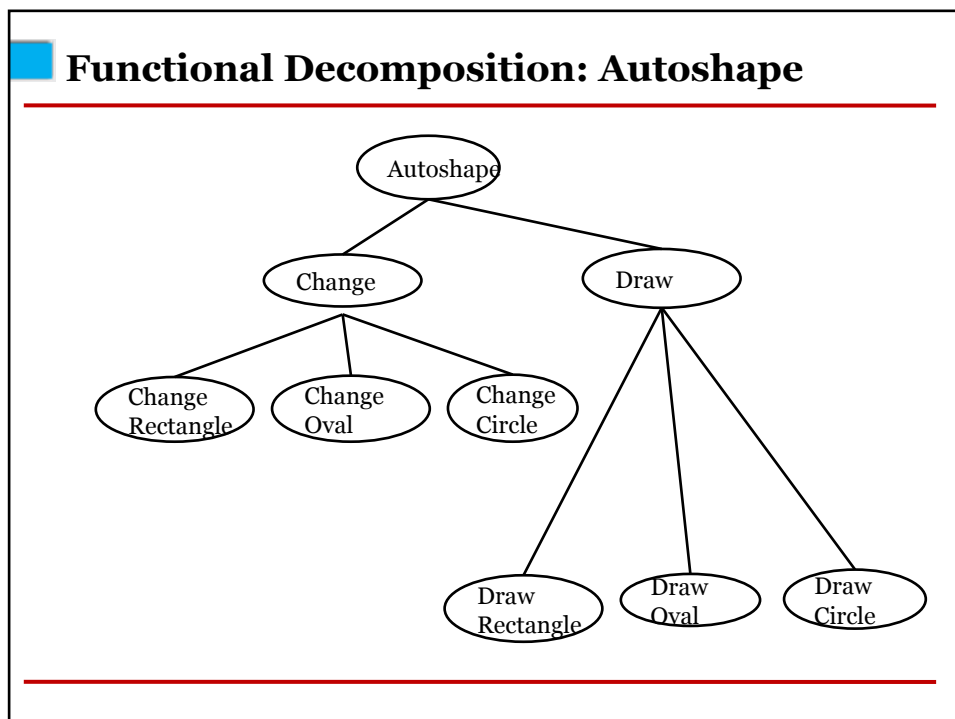 Functional Decomposition: Autoshape
Autoshape
Change
Draw
Change
Rectangle
Change
Oval
Change
Circle
Draw
Rectangle
Draw
Oval
Draw
Circle